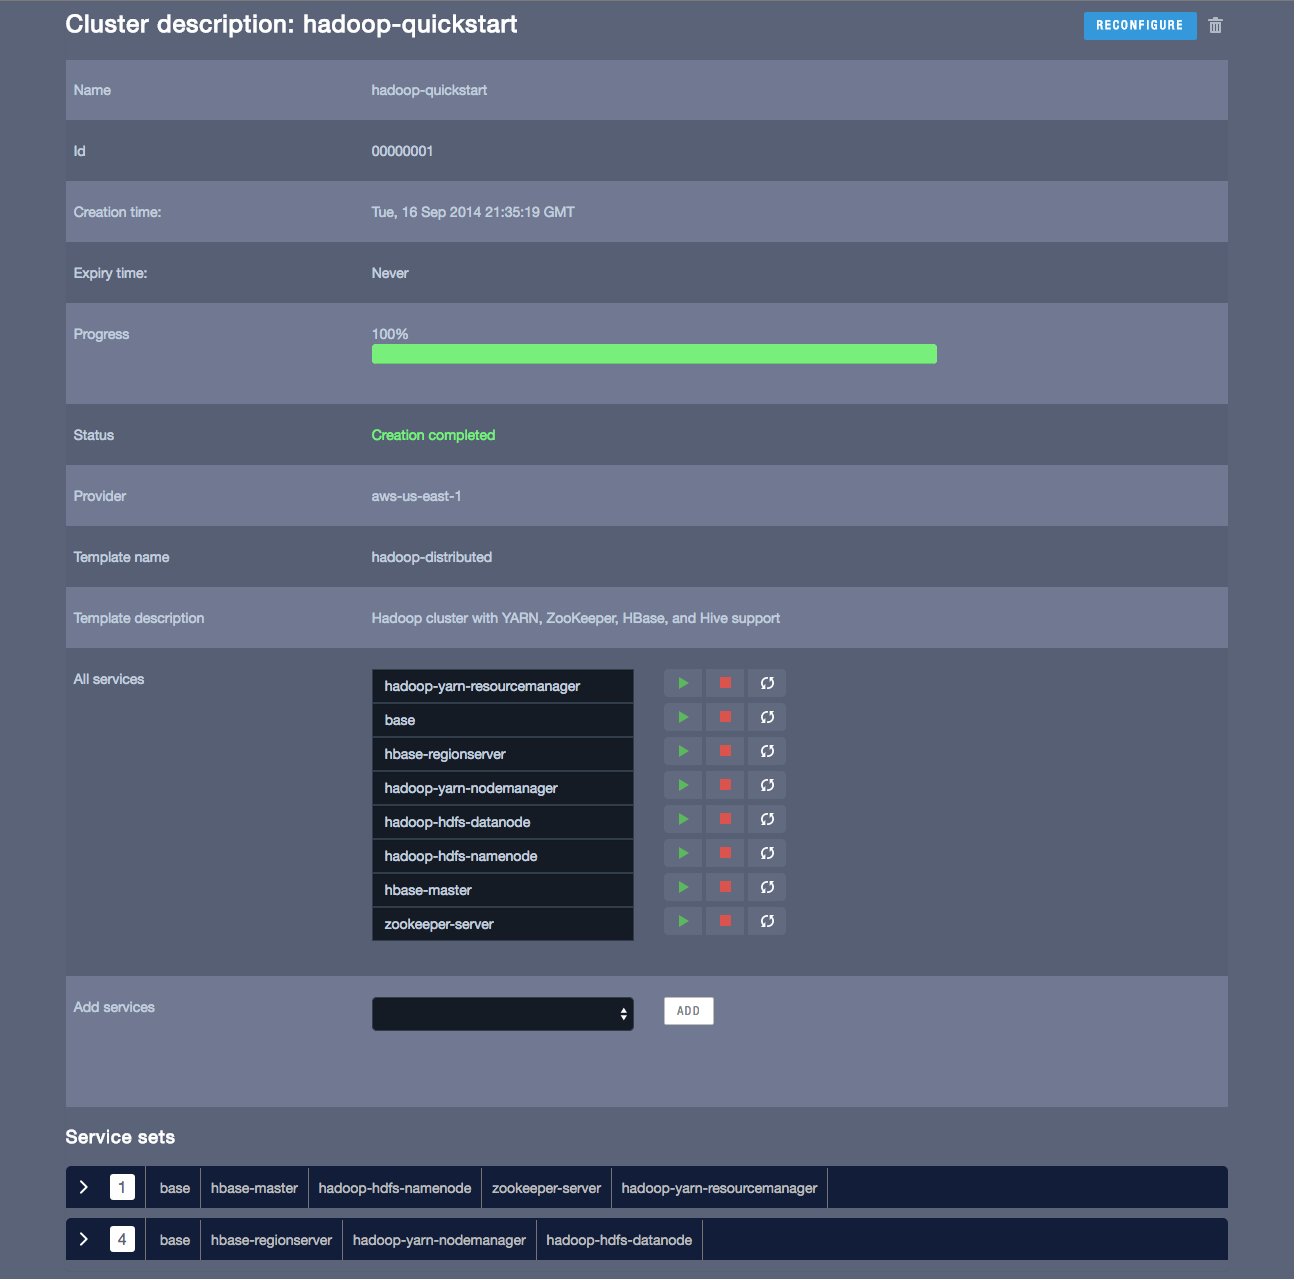 Cluster description: hadoop-quickstart
RECONFIGURE
Name hadoop-quickstart
Id 00000001
Creation time: Tue, 16 Sep 2014 21:35:19 GMT
Expiry time: Never
Progress 100%
Status Creation completed
Provider aws-us-east-1
Template name hadoop-distributed
Template description Hadoop cluster with YARN, ZooKeeper, HBase, and Hive support
All services hadoop-yarn-resourcemanager
base
hbase-regionserver
hadoop-yarn-nodemanager
hadoop-hdfs-datanode
hadoop-hdfs-namenode
hbase-master
zookeeper-server
Add services ADD
Service sets
1 base hbase-master hadoop-hdfs-namenode zookeeper-server hadoop-yarn-resourcemanager
4 base hbase-regionserver hadoop-yarn-nodemanager hadoop-hdfs-datanode